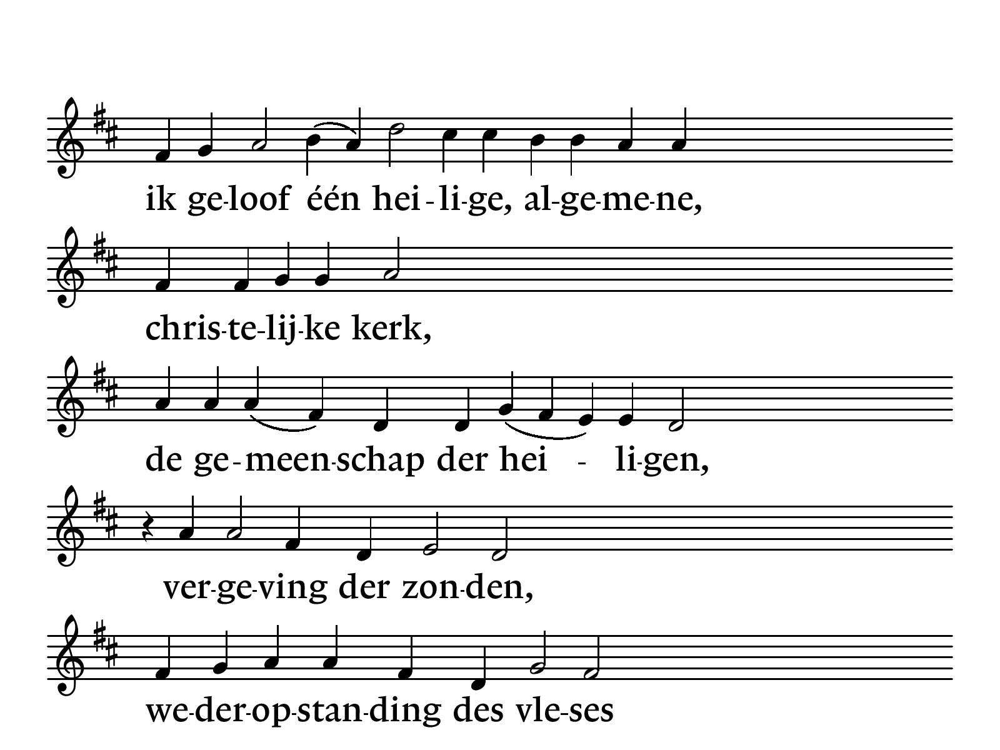 ik ge-loof één hei-li-ge, al-ge-me-ne,
chris-te-lij-ke kerk,
de ge-meen-schap der hei - li-gen,
ver-ge-ving der zon-den,
we-der-op-stan-ding des vle-ses